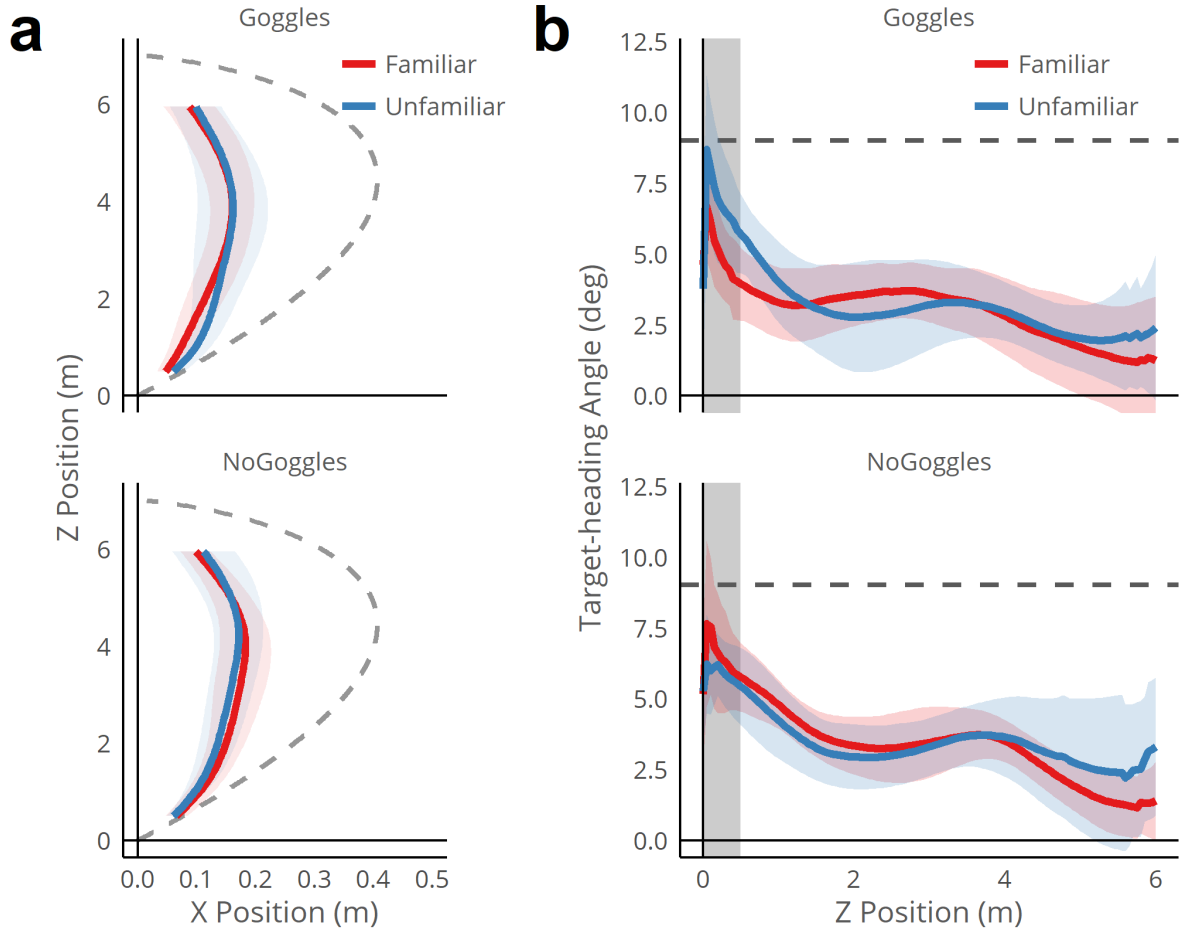 a
Goggles
Familiar
Unfamiliar
6
4
2
0
NoGoggles
6
4
2
0
0.0 0.1 0.2 0.3 0.4 0.5
X Position (m)
Z Position (m)
b
Goggles
Familiar
Unfamiliar
12.5
10.0
7.5
5.0
2.5
0.0
NoGoggles
12.5
10.0
7.5
5.0
2.5
0.0
0 2 4 6
Z Position (m)
Target-heading Angle (deg)